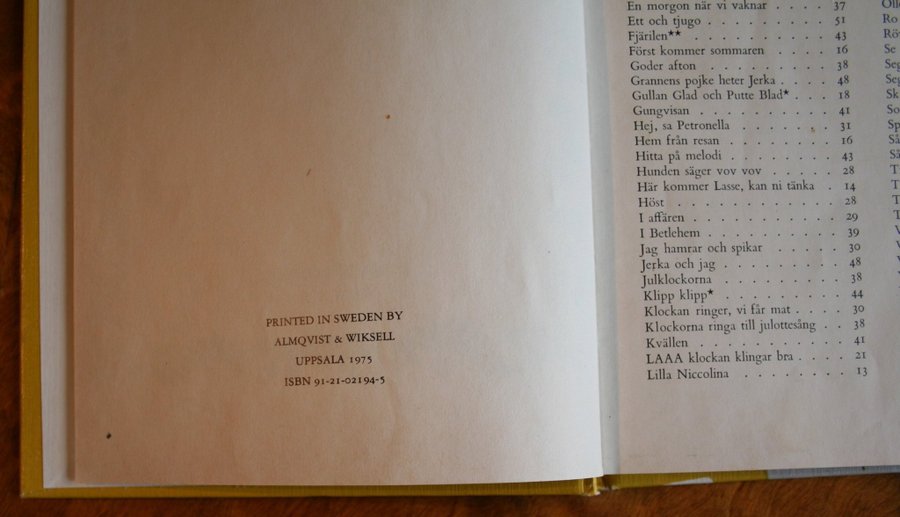 PRINTED IN SWEDEN BY
ALMQVIST & WIKSELL
UPPSALA 1975
ISBN 91-21-02194-5
En morgon när vi vaknar . . . . 37
Ett och tjugo . . . . . . . . . 51
Fjärilen** . . . . . . . . . . 43
Först kommer sommaren . . . . 16
Goder afton . . . . . . . . . 38
Grannens pojke heter Jerka . . . . 48
Gullan Glad och Putte Blad* . . . 18
Gungvisan . . . . . . . . . . 41
Hej, sa Petronella . . . . . . . 31
Hem från resan . . . . . . . . 16
Hitta på melodi . . . . . . . . 43
Hunden säger vov vov . . . . . 28
Här kommer Lasse, kan ni tänka . 14
Höst . . . . . . . . . . . . 28
I affären . . . . . . . . . . . 29
I Betlehem . . . . . . . . . . 39
Jag hamrar och spikar . . . . . 30
Jerka och jag . . . . . . . . . 48
Julklockorna . . . . . . . . . 38
Klipp klipp* . . . . . . . . . 44
Klockan ringer, vi får mat . . . . 30
Klockorna ringa till julottesång . . 38
Kvällen . . . . . . . . . . . 41
LAAA klockan klingar bra . . . . 21
Lilla Niccolina . . . . . . . . 13
Ro
Se